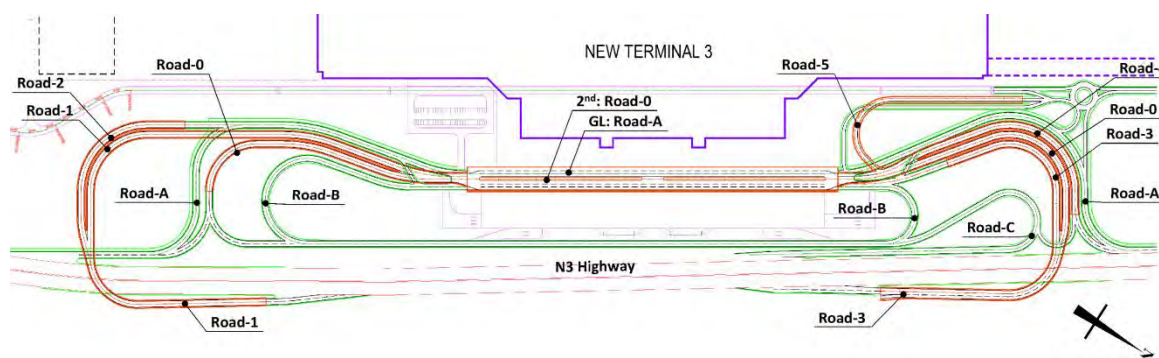 NEW TERMINAL 3
Road-0
Road-5
Road-
Road-2
Road-1
2nd: Road-0
Road-0
GL: Road-A
Road-3
Road-A
Road-B
Road-B
Road-A
Road-C
N3 Highway
Road-1
Road-3